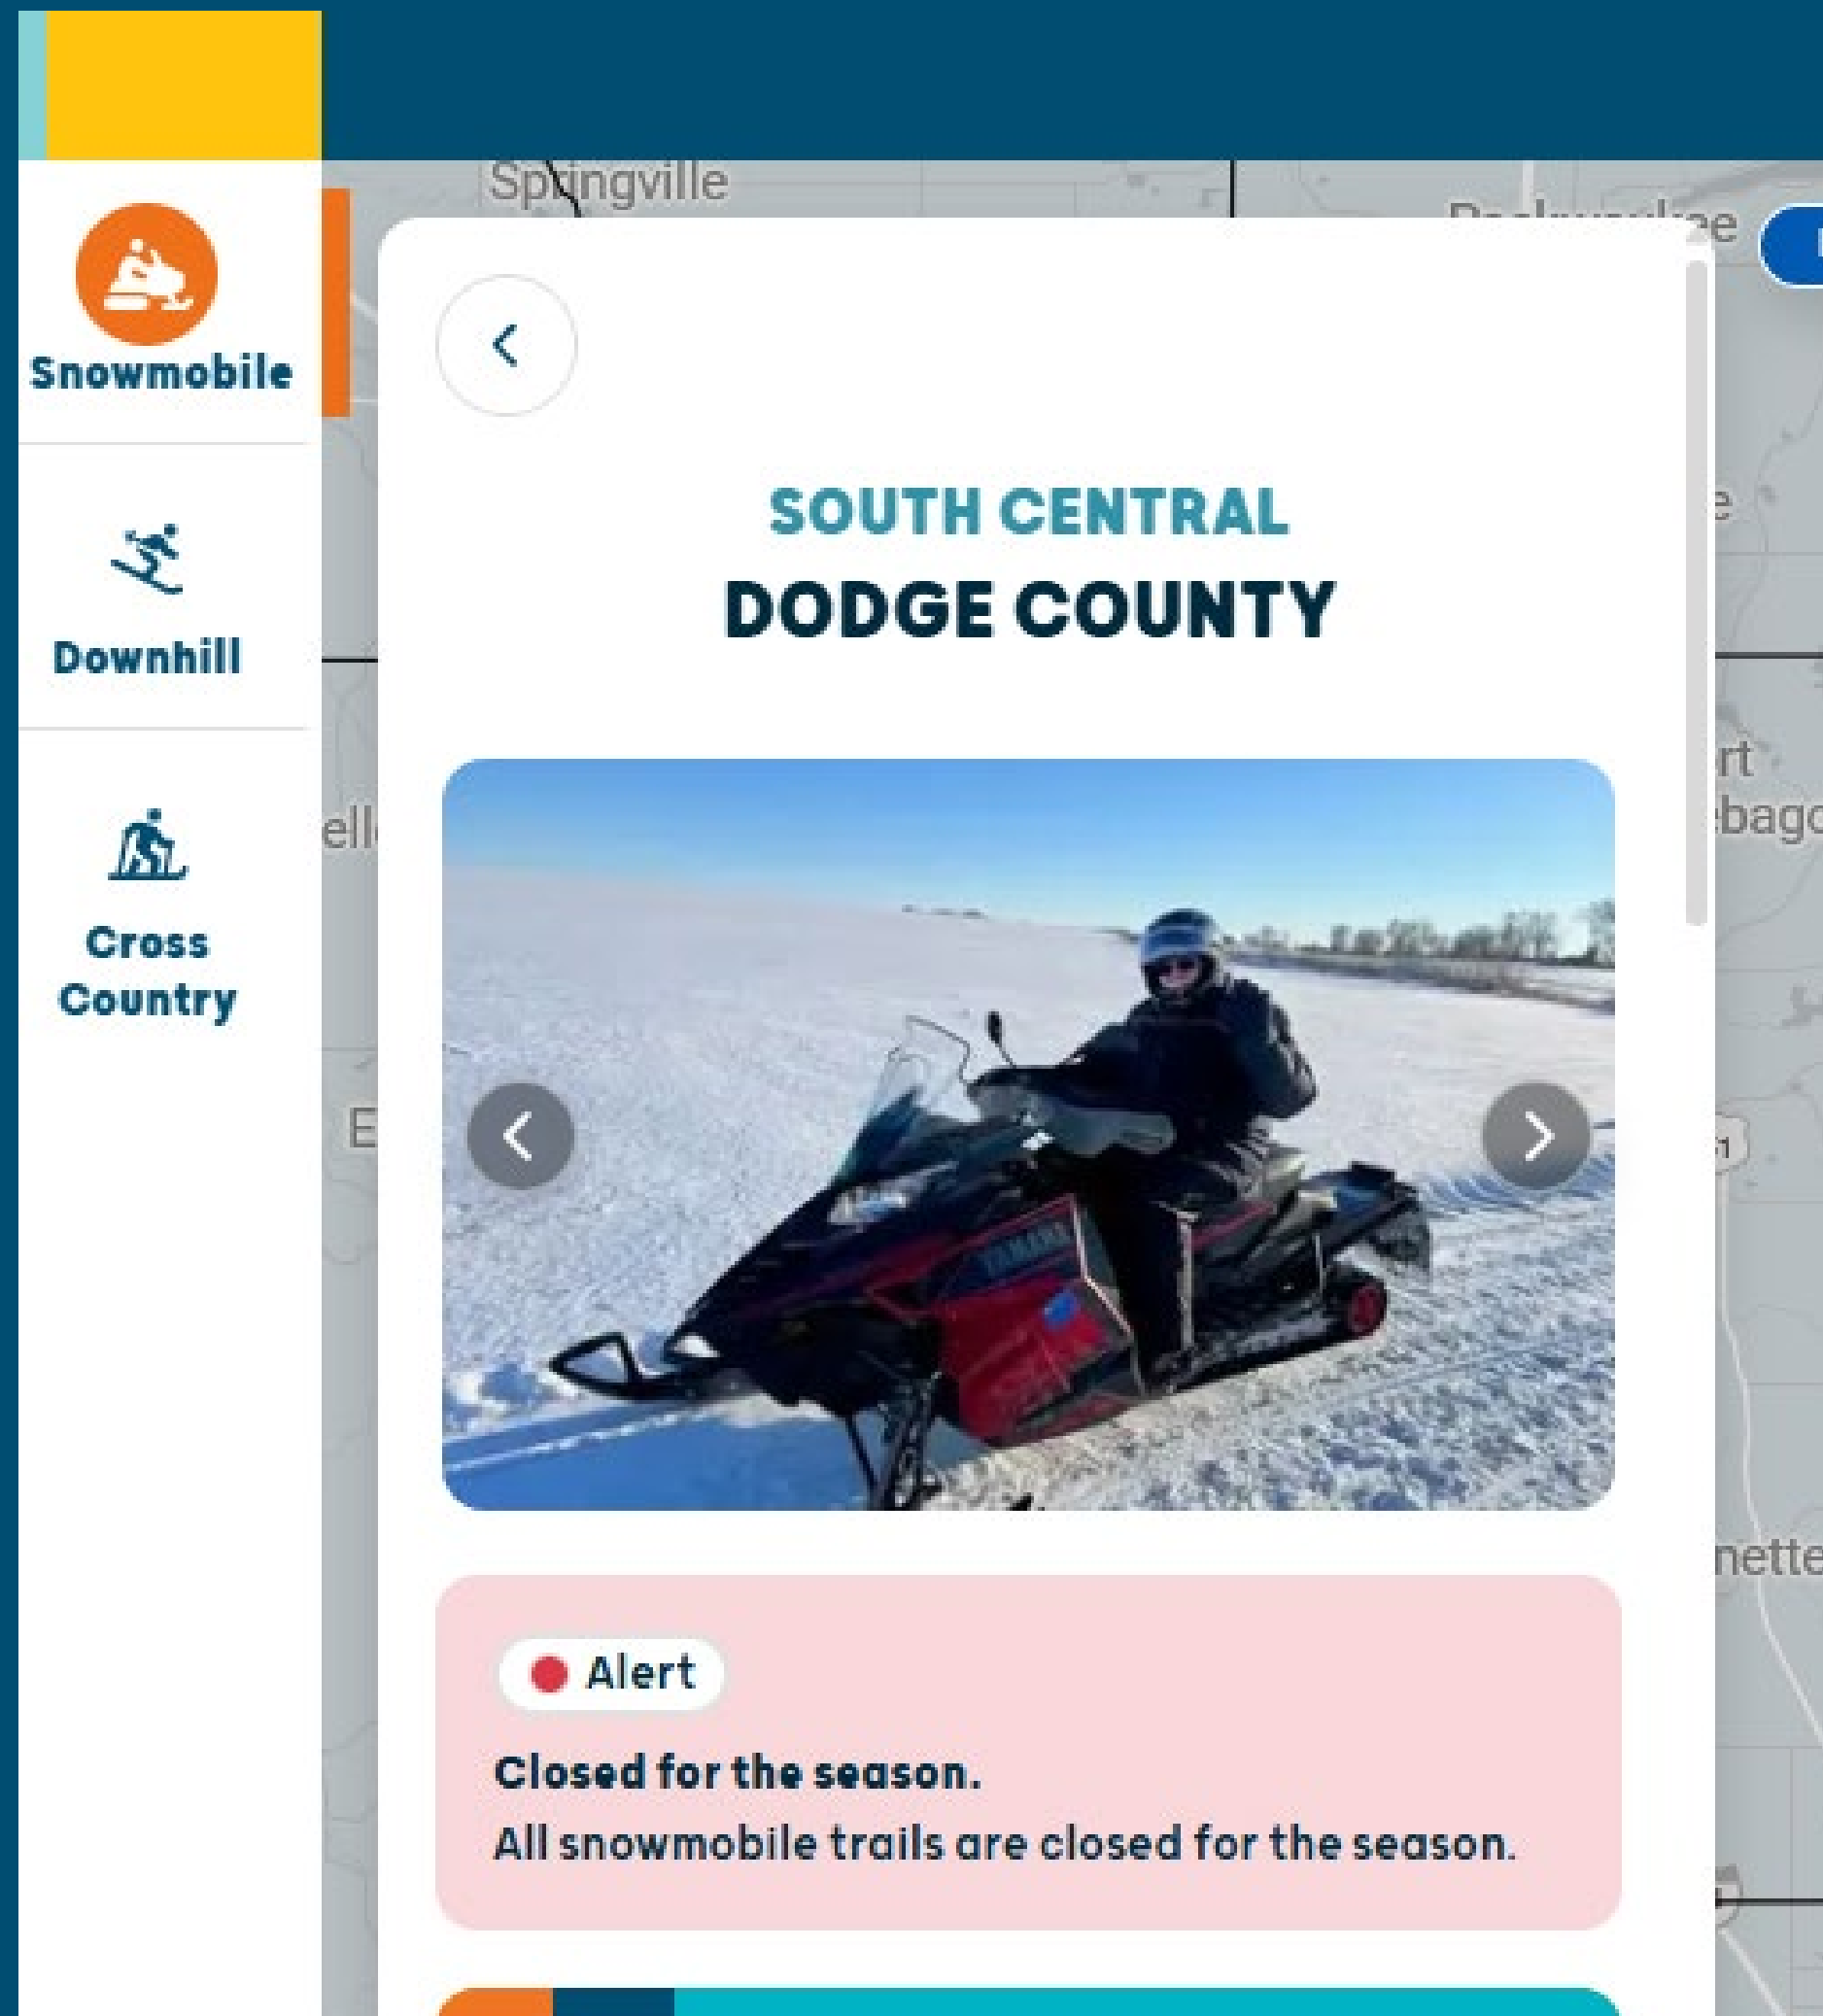 Springville
Snowmobile
Downhill
Cross
Country
SOUTH CENTRAL
DODGE COUNTY
YAMAHA
Alert
Closed for the season.
All snowmobile trails are closed for the season.